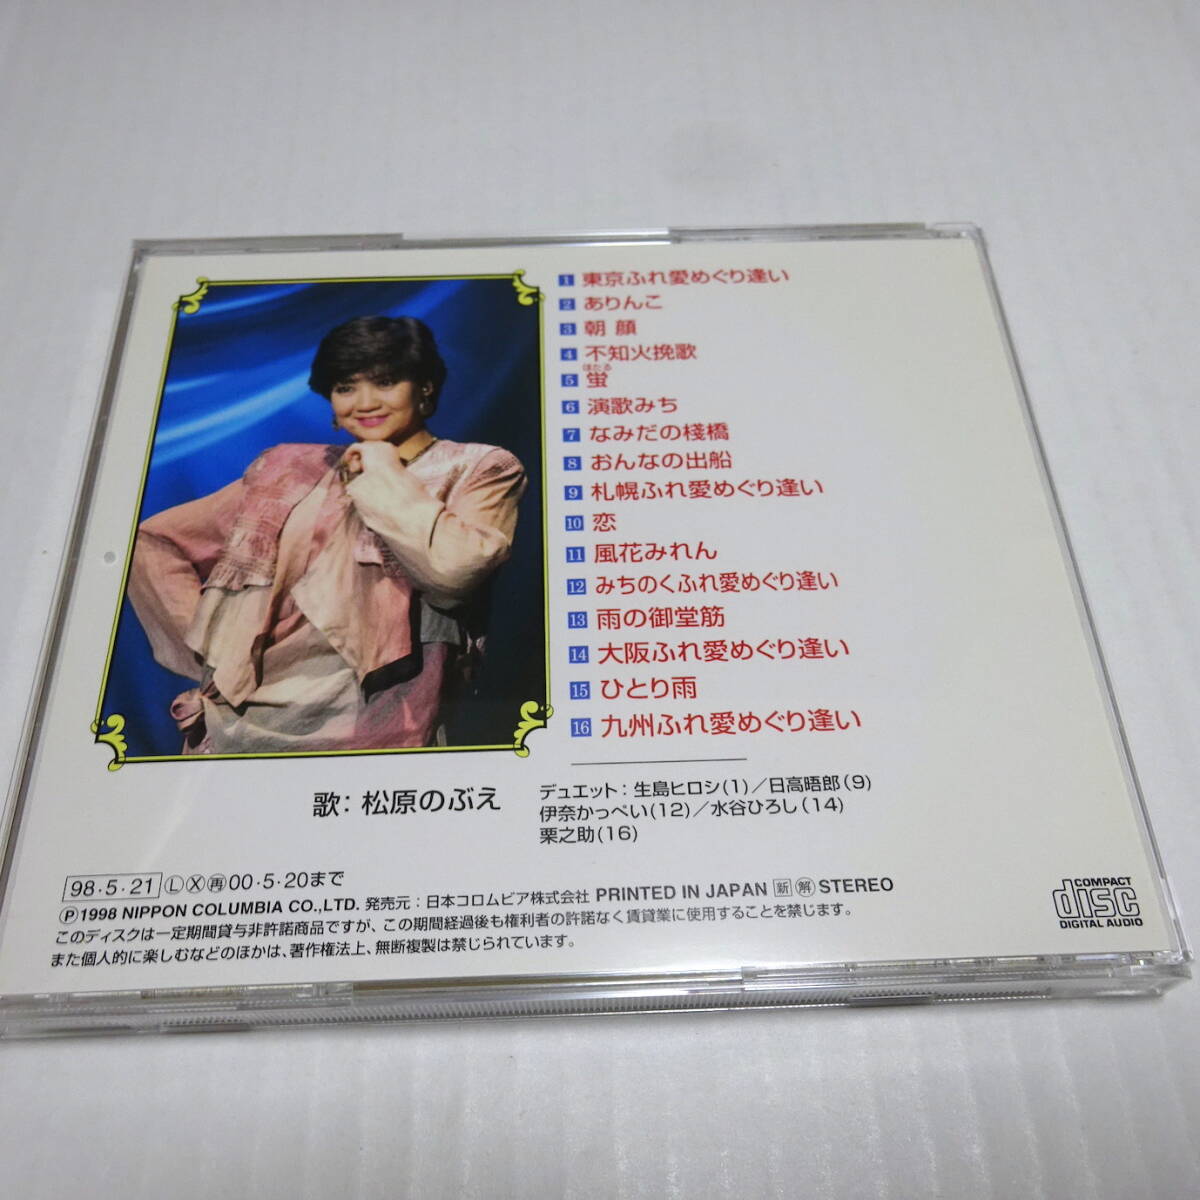 1 東京ふれ愛めぐり逢い
2 ありんこ
3 朝顔
4 不知火挽歌
ほたる
5 蛍
6 演歌みち
7 なみだの棧橋
8 おんなの出船
9 札幌ふれ愛めぐり逢い
10 恋
11 風花みれん
12 みちのくふれ愛めぐり逢い
13 雨の御堂筋
14 大阪ふれ愛めぐり逢い
15 ひとり雨
16 九州ふれ愛めぐり逢い
歌: 松原のぶえ
デュエット：生島ヒロシ(1)／日高晤郎(9)
伊奈かっぺい(12)／水谷ひろし(14)
栗之助(16)
98・5・21 Ⓛ Ⓧ ㊢00・5・20まで
Ⓟ1998 NIPPON COLUMBIA CO.,LTD. 発売元：日本コロムビア株式会社 PRINTED IN JAPAN 新 解 STEREO
このディスクは一定期間貸与非許諾商品ですが、この期間経過後も権利者の許諾なく賃貸業に使用することを禁じます。
また個人的に楽しむなどのほかは、著作権法上、無断複製は禁じられています。
COMPACT
disc
DIGITAL AUDIO